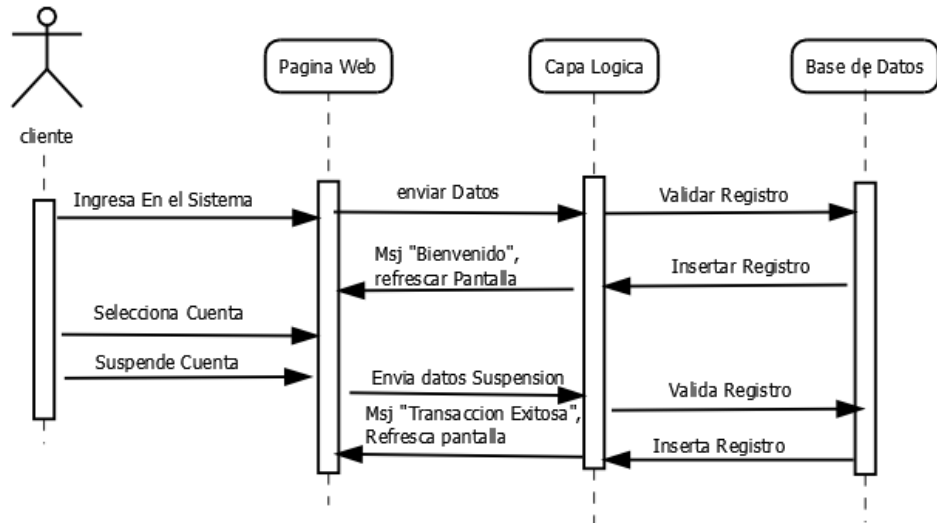 Pagina Web
Capa Logica
Base de Datos
cliente
Ingresa En el Sistema
enviar Datos
Validar Registro
Msj "Bienvenido",
refrescar Pantalla
Insertar Registro
Selecciona Cuenta
Suspende Cuenta
Envia datos Suspension
Valida Registro
Msj "Transaccion Exitosa",
Refresca pantalla
Inserta Registro